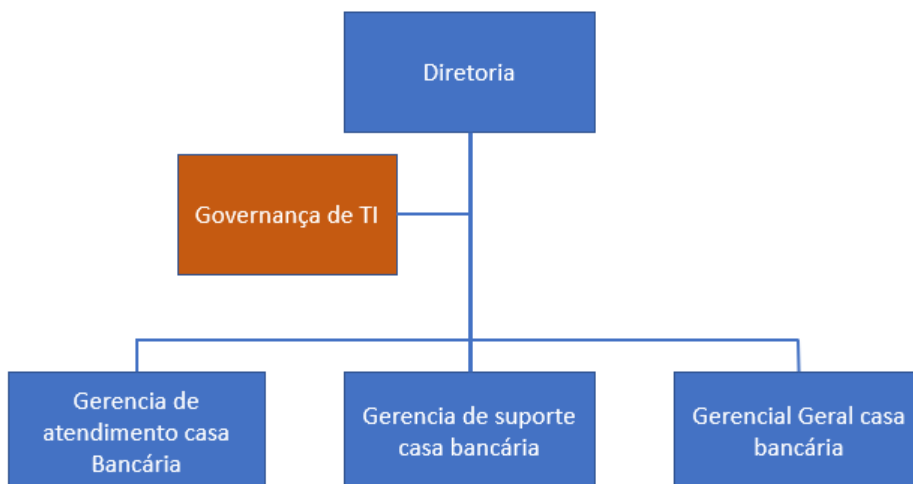 Diretoria
Governança de TI
Gerencia de
atendimento casa
Bancária
Gerencia de suporte
casa bancária
Gerencial Geral casa
bancária